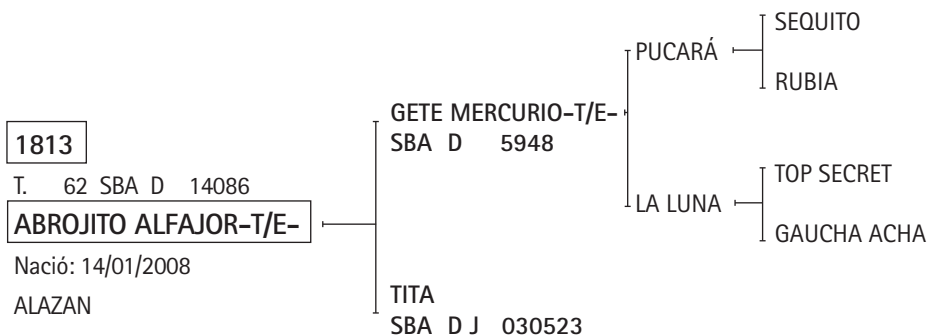 1813
T. 62 SBA D 14086
ABROJITO ALFAJOR-T/E-
Nació: 14/01/2008
ALAZAN
GETE MERCURIO-T/E-
SBA D 5948
TITA
SBA D J 030523
PUCARÁ
LA LUNA
SEQUITO
RUBIA
TOP SECRET
GAUCHA ACHA